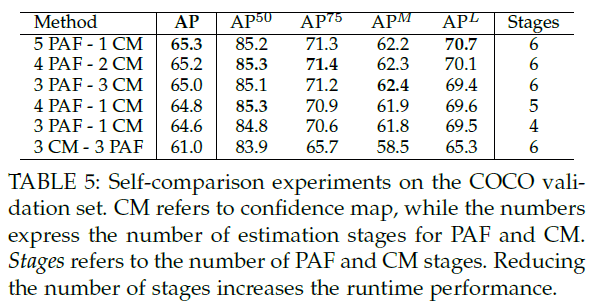 Method AP AP50 AP75 APM APL Stages
5 PAF - 1 CM 65.3 85.2 71.3 62.2 70.7 6
4 PAF - 2 CM 65.2 85.3 71.4 62.3 70.1 6
3 PAF - 3 CM 65.0 85.1 71.2 62.4 69.4 6
4 PAF - 1 CM 64.8 85.3 70.9 61.9 69.6 5
3 PAF - 1 CM 64.6 84.8 70.6 61.8 69.5 4
3 CM - 3 PAF 61.0 83.9 65.7 58.5 65.3 6
TABLE 5: Self-comparison experiments on the COCO vali-
dation set. CM refers to confidence map, while the numbers
express the number of estimation stages for PAF and CM.
Stages refers to the number of PAF and CM stages. Reducing
the number of stages increases the runtime performance.